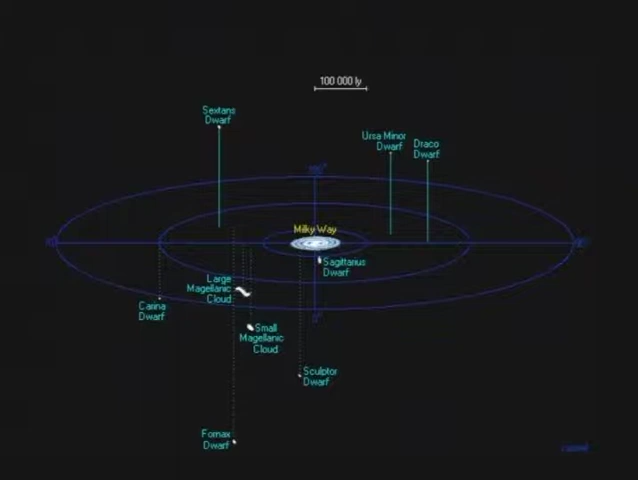 100 000 ly
Sextans
Dwarf
Ursa Minor
Dwarf
Draco
Dwarf
Milky Way
Sagittarius
Dwarf
Large
Magellanic
Cloud
Carina
Dwarf
Small
Magellanic
Cloud
Sculptor
Dwarf
Fornax
Dwarf